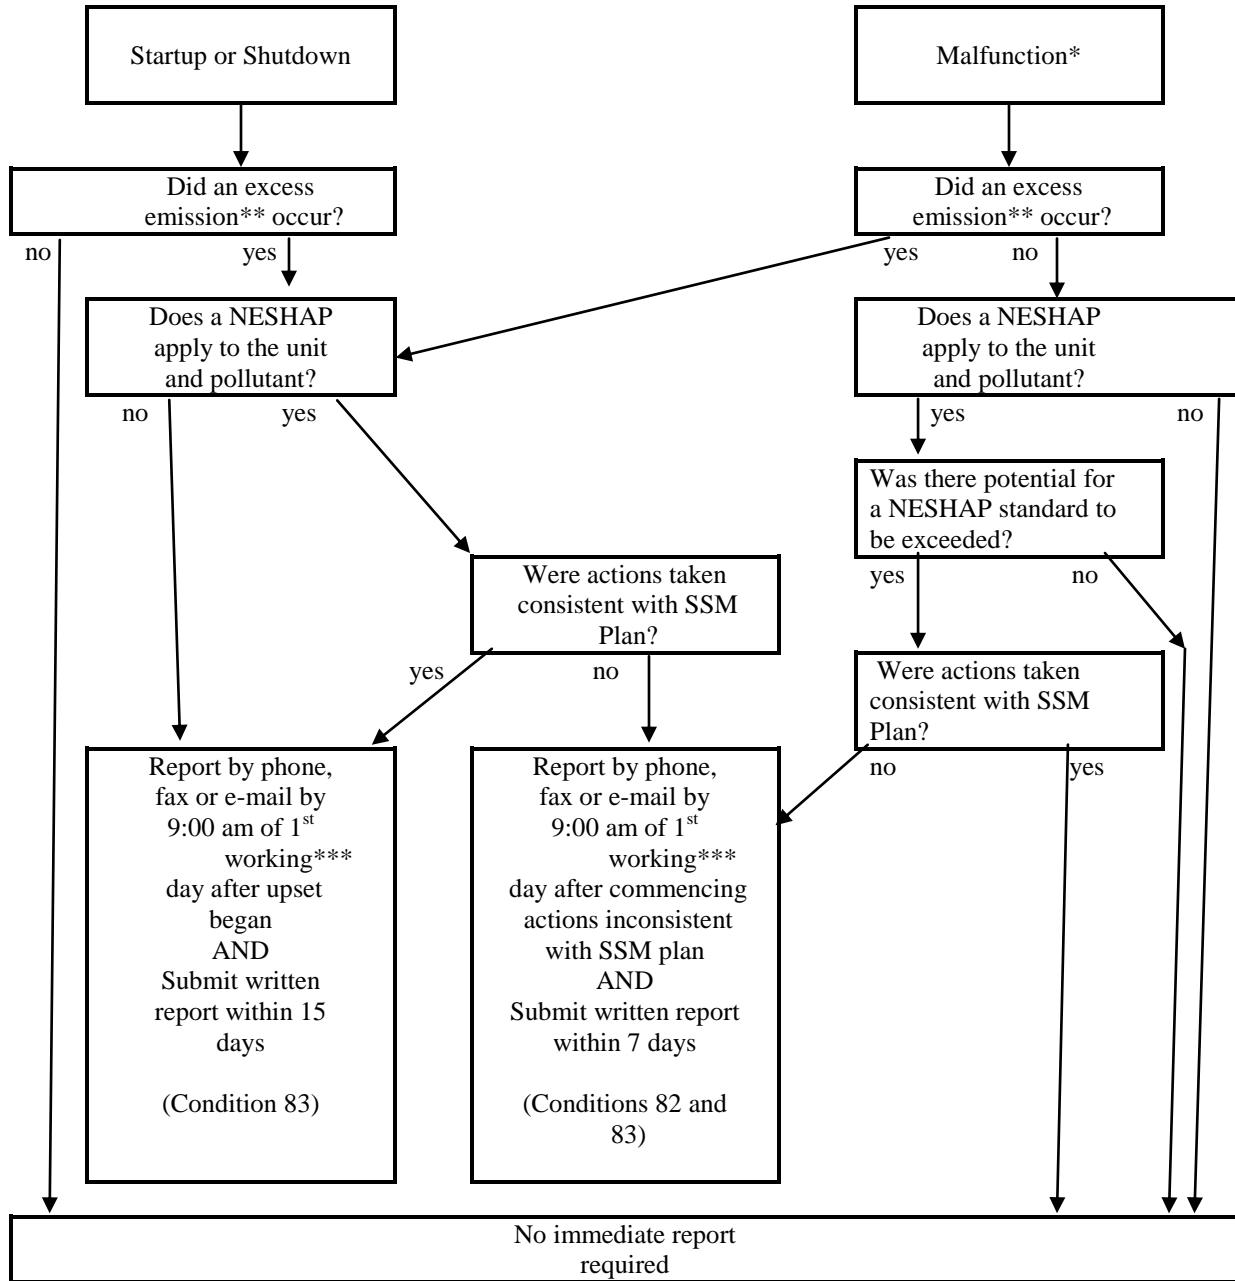 Startup or Shutdown
Malfunction*
Did an excess
emission** occur?
Did an excess
emission** occur?
no
yes
yes
no
Does a NESHAP
apply to the unit
and pollutant?
Does a NESHAP
apply to the unit
and pollutant?
no
yes
yes
no
Was there potential for
a NESHAP standard to
be exceeded?
yes
no
Were actions taken
consistent with SSM
Plan?
yes
no
Were actions taken
consistent with SSM
Plan?
no
yes
Report by phone,
fax or e-mail by
9:00 am of 1st
working***
day after upset
began
AND
Submit written
report within 15
days
(Condition 83)
Report by phone,
fax or e-mail by
9:00 am of 1st
working***
day after commencing
actions inconsistent
with SSM plan
AND
Submit written report
within 7 days
(Conditions 82 and
83)
No immediate report
required